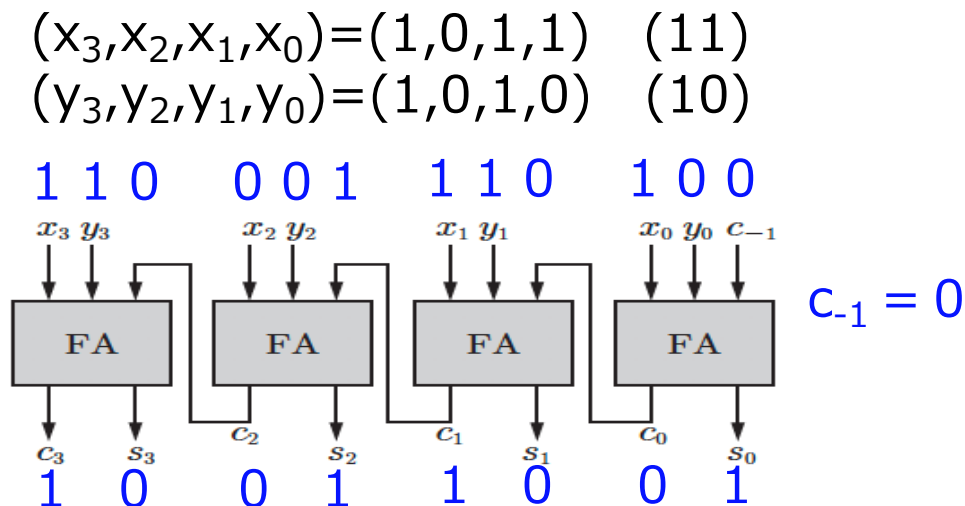 (x₃,x₂,x₁,x₀)=(1,0,1,1) (11)
(y₃,y₂,y₁,y₀)=(1,0,1,0) (10)
1 1 0 0 0 1 1 1 0 1 0 0
x₃ y₃ x₂ y₂ x₁ y₁ x₀ y₀ c₋₁
c₋₁ = 0
FA FA FA FA
c₃ s₃ c₂ s₂ c₁ s₁ c₀ s₀
1 0 0 1 1 0 0 1